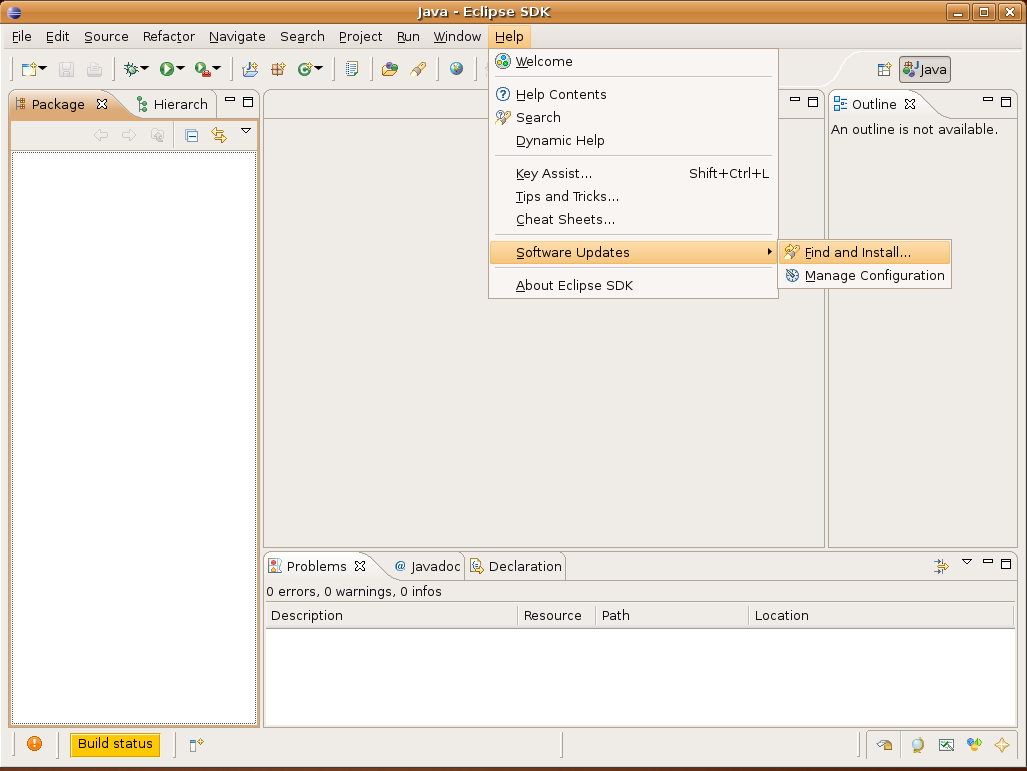 Java - Eclipse SDK
File Edit Source Refactor Navigate Search Project Run Window Help
Java
Package Hierarch
Outline
An outline is not available.
Welcome
Help Contents
Search
Dynamic Help
Key Assist... Shift+Ctrl+L
Tips and Tricks...
Cheat Sheets...
Software Updates
Find and Install...
Manage Configuration
About Eclipse SDK
Problems @ Javadoc Declaration
0 errors, 0 warnings, 0 infos
Description Resource Path Location
Build status